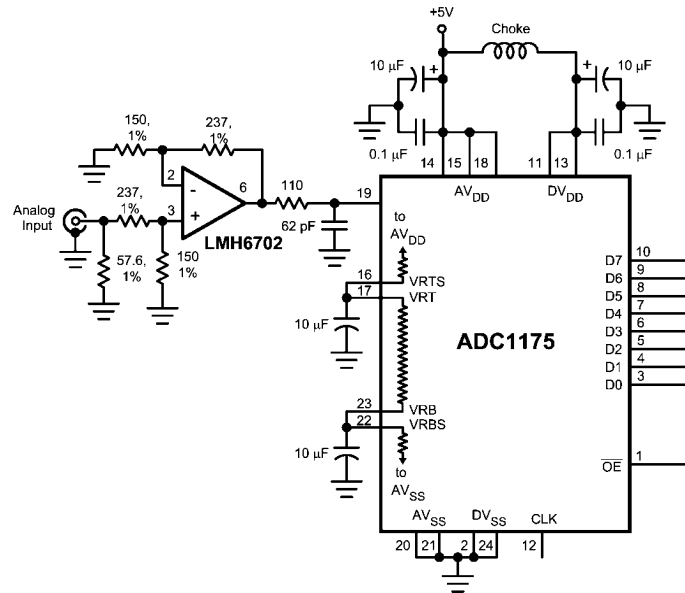 +5V
Choke
10 μF
+
+
10 μF
0.1 μF
0.1 μF
14
15
18
11
13
150,
1%
237,
1%
2
-
6
110
19
Analog
Input
237,
1%
3
+
LMH6702
62 pF
57.6,
1%
150
1%
AVDD
DVDD
to
AVDD
16
VRTS
17
VRT
10 μF
ADC1175
D7
10
D6
9
D5
8
D4
7
D3
6
D2
5
D1
4
D0
3
23
VRB
22
VRBS
10 μF
to
AVSS
OE
1
AVSS
DVSS
CLK
20
21
2
24
12